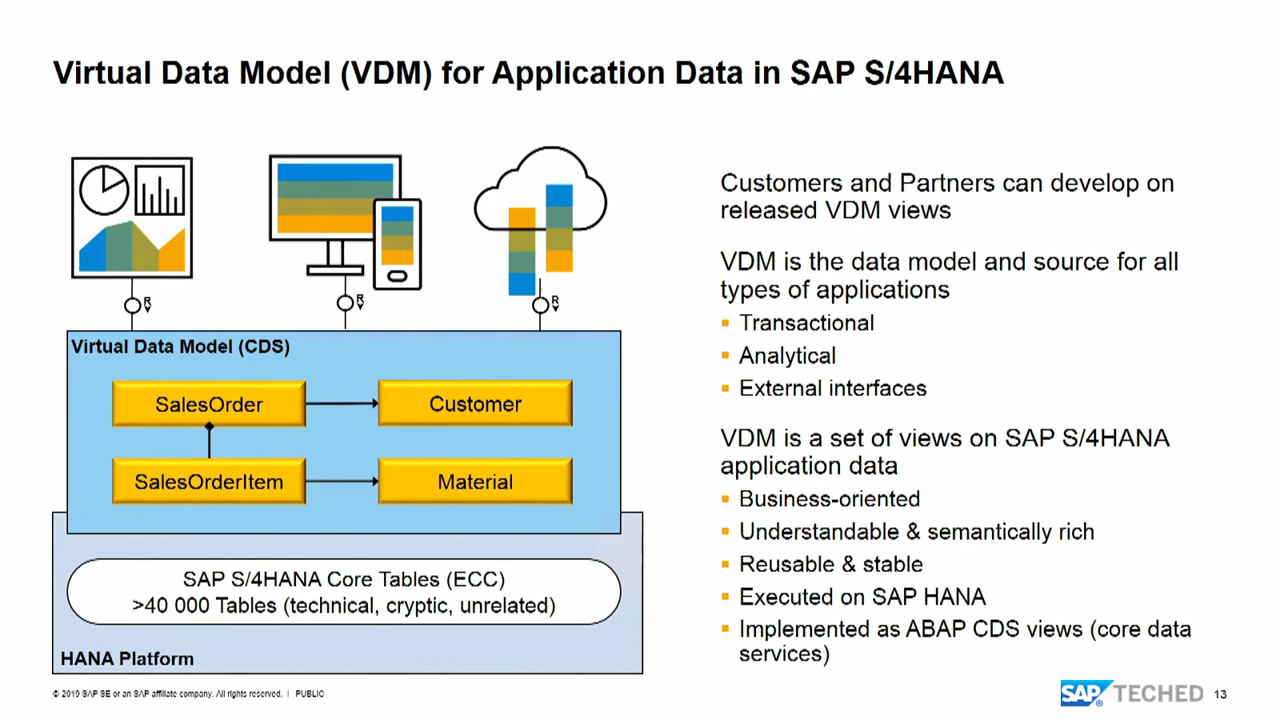 Virtual Data Model (VDM) for Application Data in SAP S/4HANA
R
R
R
Virtual Data Model (CDS)
SalesOrder
Customer
SalesOrderItem
Material
SAP S/4HANA Core Tables (ECC)
>40 000 Tables (technical, cryptic, unrelated)
HANA Platform
Customers and Partners can develop on
released VDM views
VDM is the data model and source for all
types of applications
▪ Transactional
▪ Analytical
▪ External interfaces
VDM is a set of views on SAP S/4HANA
application data
▪ Business-oriented
▪ Understandable & semantically rich
▪ Reusable & stable
▪ Executed on SAP HANA
▪ Implemented as ABAP CDS views (core data
services)
© 2019 SAP SE or an SAP affiliate company. All rights reserved. | PUBLIC
SAP® TECHED 13